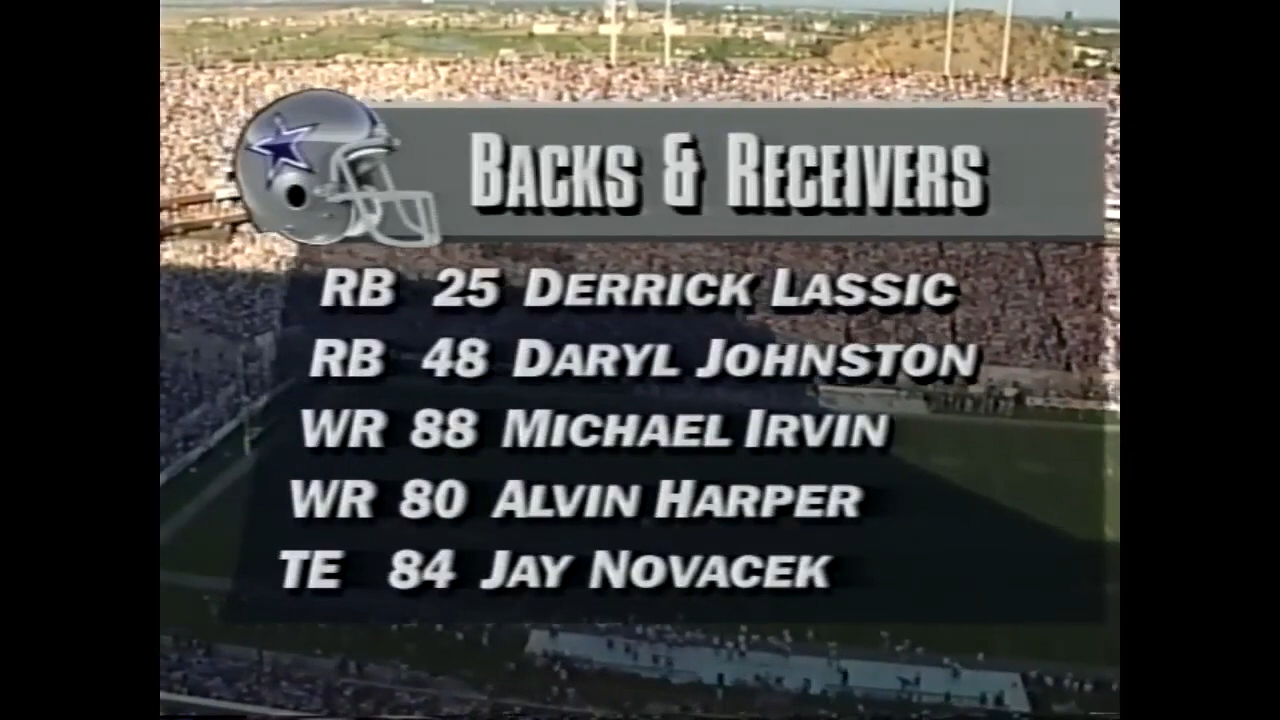 BACKS & RECEIVERS
RB 25 DERRICK LASSIC
RB 48 DARYL JOHNSTON
WR 88 MICHAEL IRVIN
WR 80 ALVIN HARPER
TE 84 JAY NOVACEK